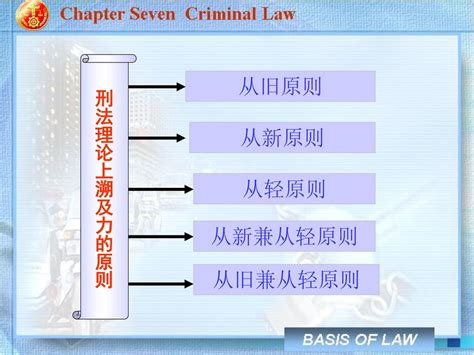 Chapter Seven Criminal Law
刑法理论上溯及力的原则
从旧原则
从新原则
从轻原则
从新兼从轻原则
从旧兼从轻原则
BASIS OF LAW